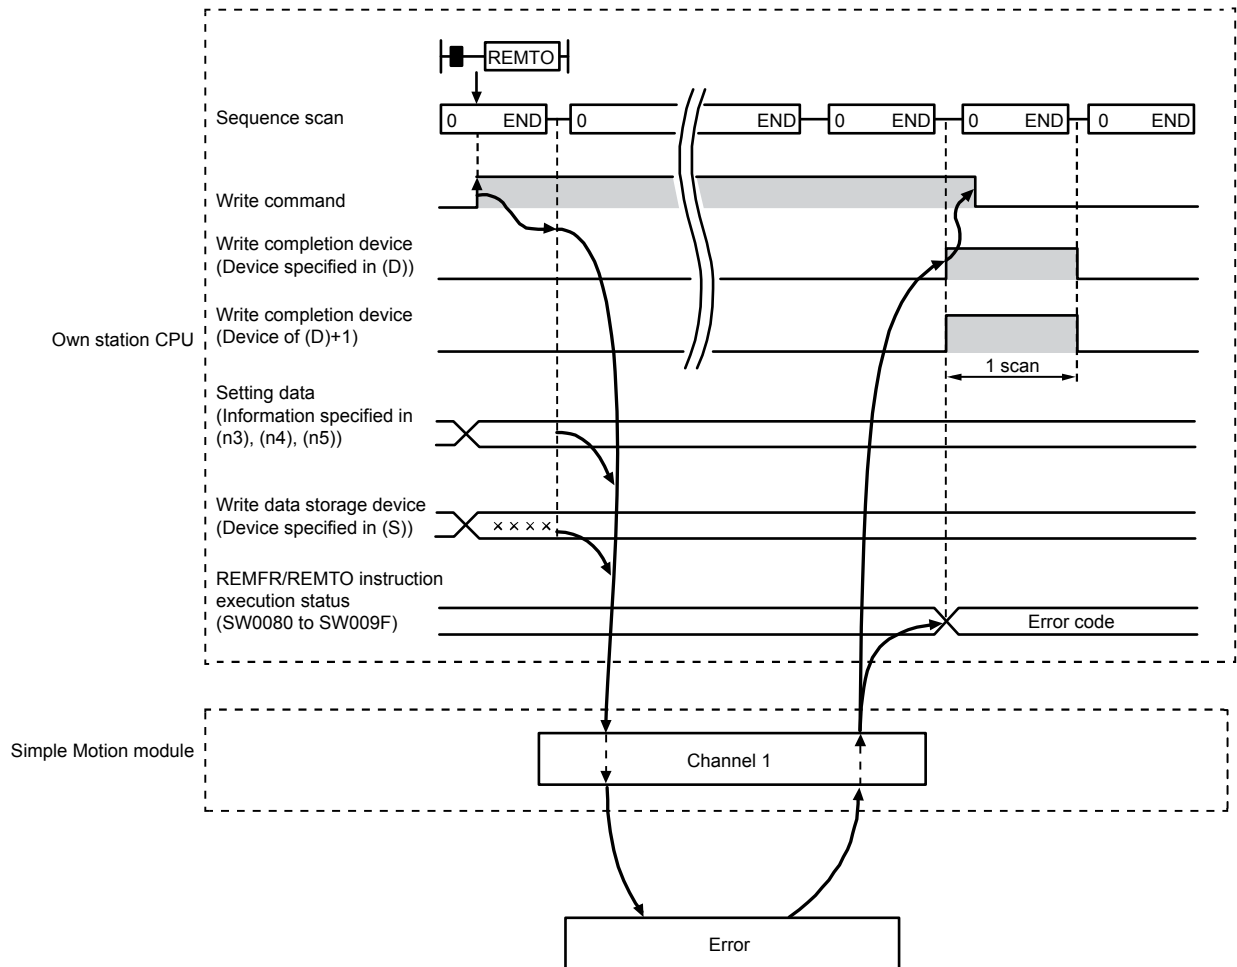 REMTO
Sequence scan
0 END 0 END 0 END 0 END 0 END
Write command
Write completion device
(Device specified in (D))
Write completion device
(Device of (D)+1)
Own station CPU
1 scan
Setting data
(Information specified in
(n3), (n4), (n5))
Write data storage device
(Device specified in (S))
××××
REMFR/REMTO instruction
execution status
(SW0080 to SW009F)
Error code
Simple Motion module
Channel 1
Error